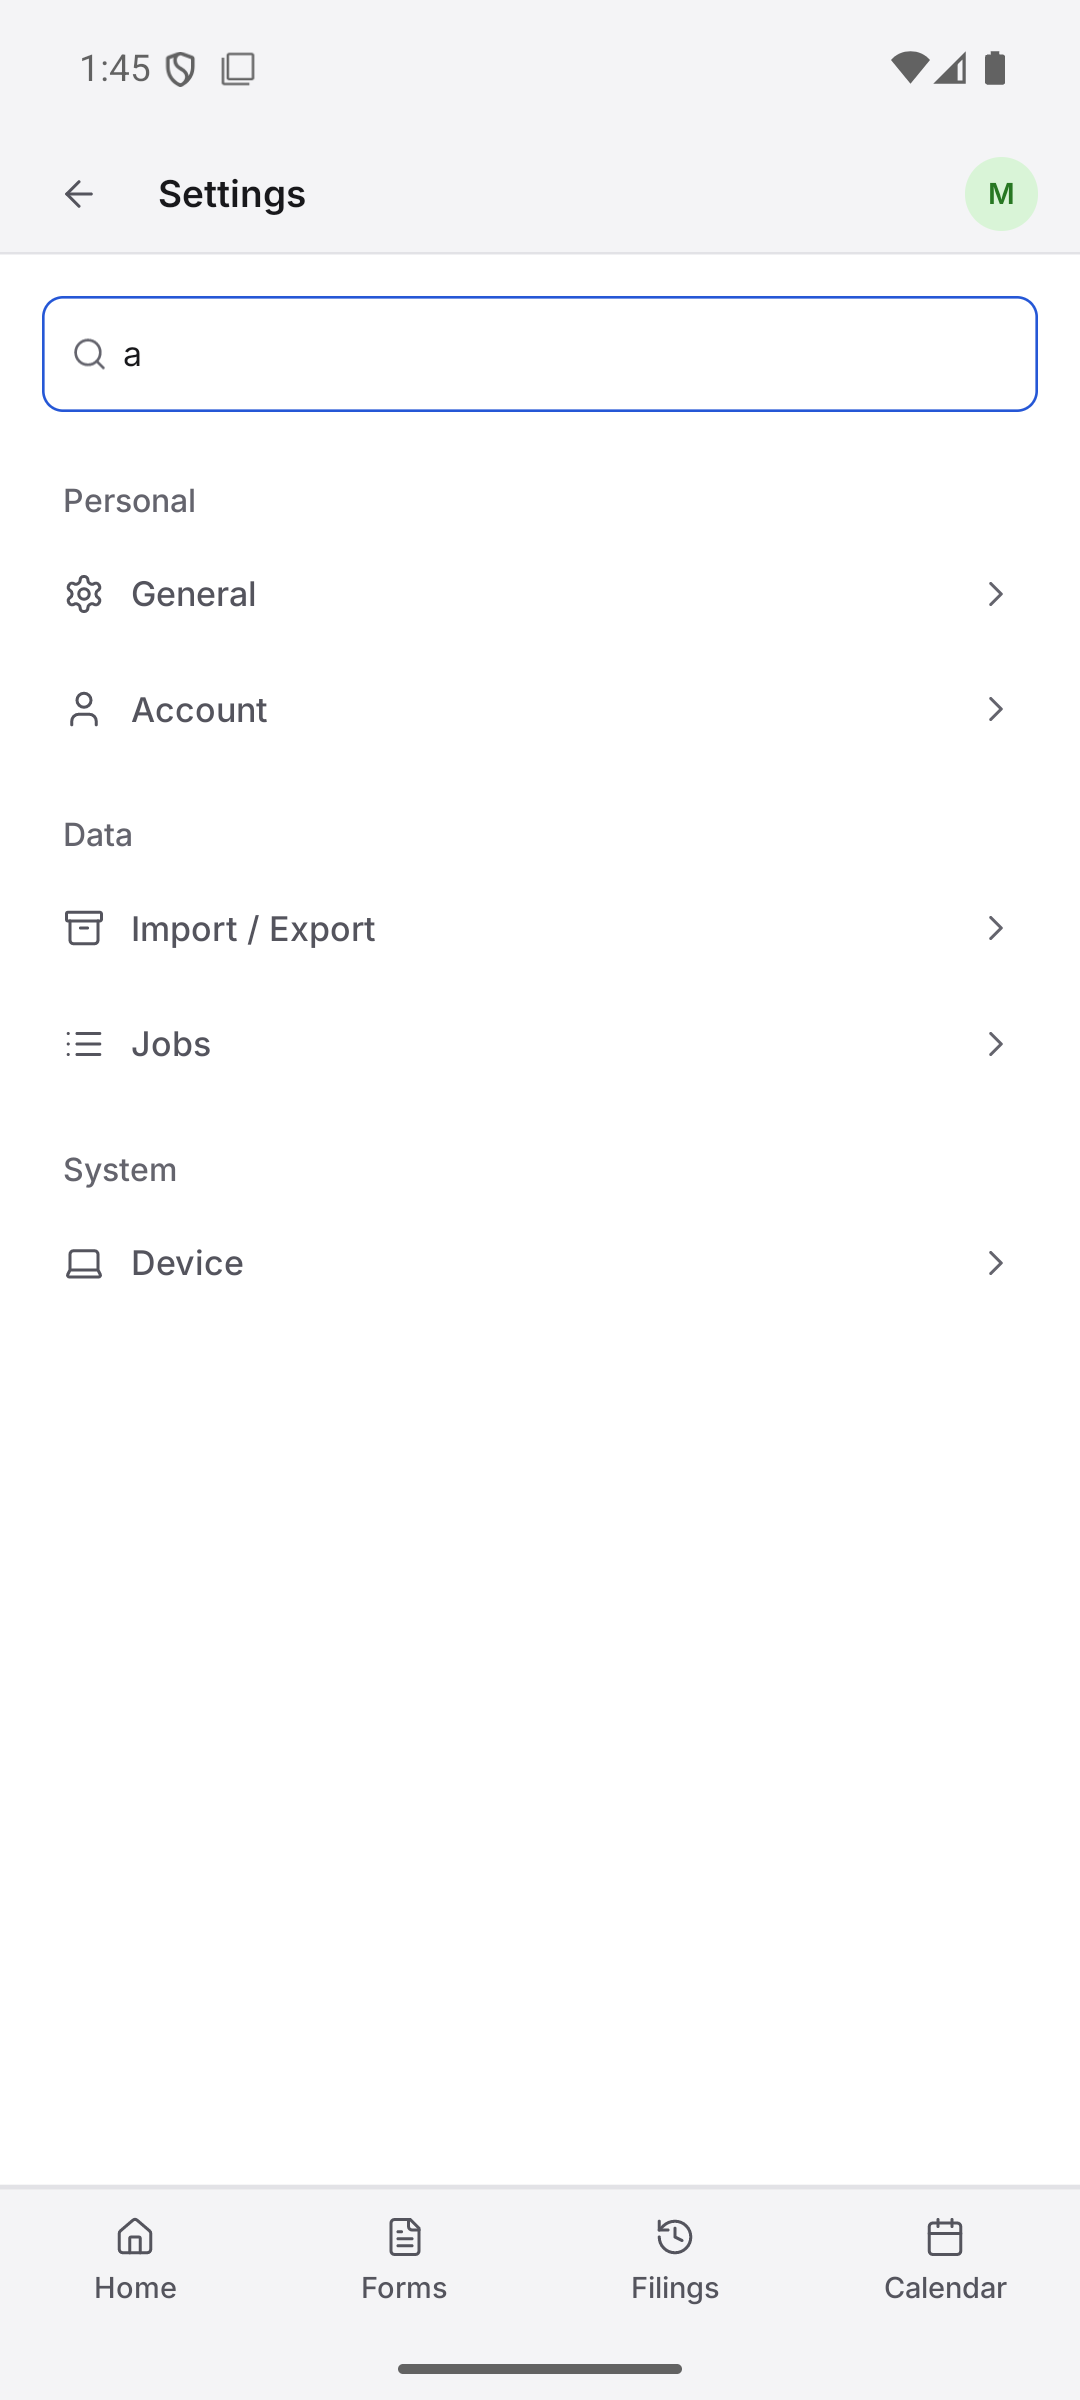 1:45
Settings
M
a
Personal
General
Account
Data
Import / Export
Jobs
System
Device
Home
Forms
Filings
Calendar